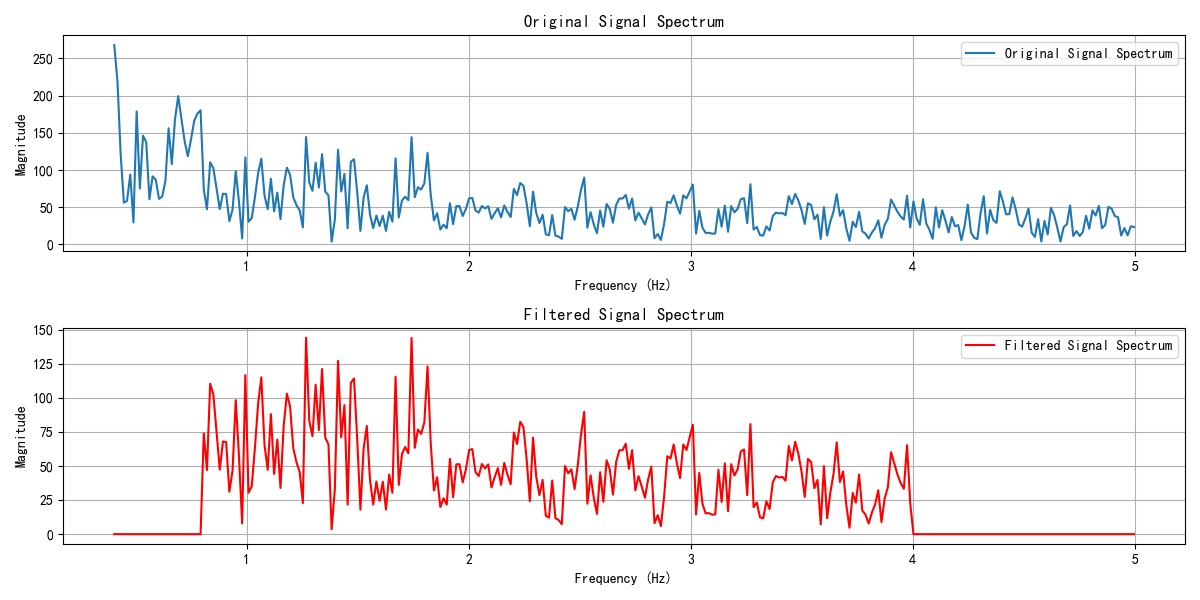 Original Signal Spectrum
Original Signal Spectrum
250
200
150
100
50
0
Magnitude
1 2 3 4 5
Frequency (Hz)
Filtered Signal Spectrum
Filtered Signal Spectrum
150
125
100
75
50
25
0
Magnitude
1 2 3 4 5
Frequency (Hz)